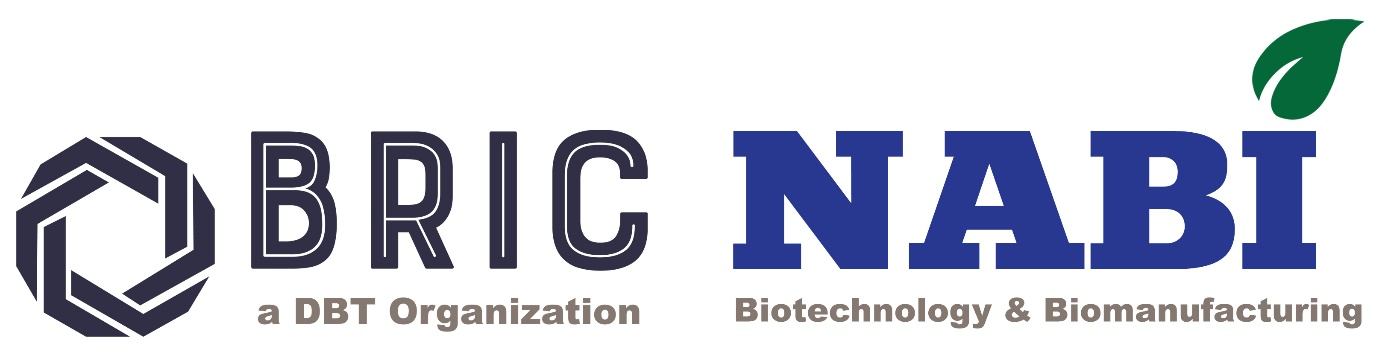 BRIC
a DBT Organization
NABI
Biotechnology & Biomanufacturing